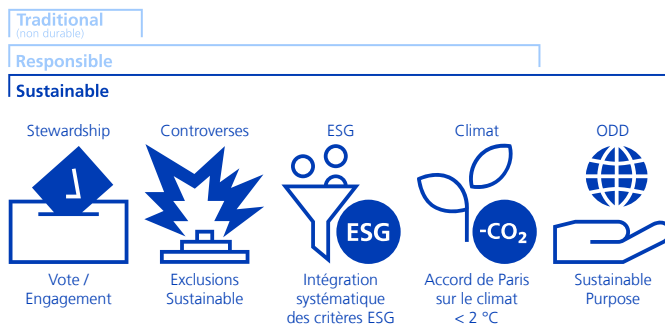 Traditional
(non durable)
Responsible
Sustainable
Stewardship
Controverses
ESG
Climat
ODD
ESG
-CO₂
Vote /
Engagement
Exclusions
Sustainable
Intégration
systématique
des critères ESG
Accord de Paris
sur le climat
< 2 °C
Sustainable
Purpose